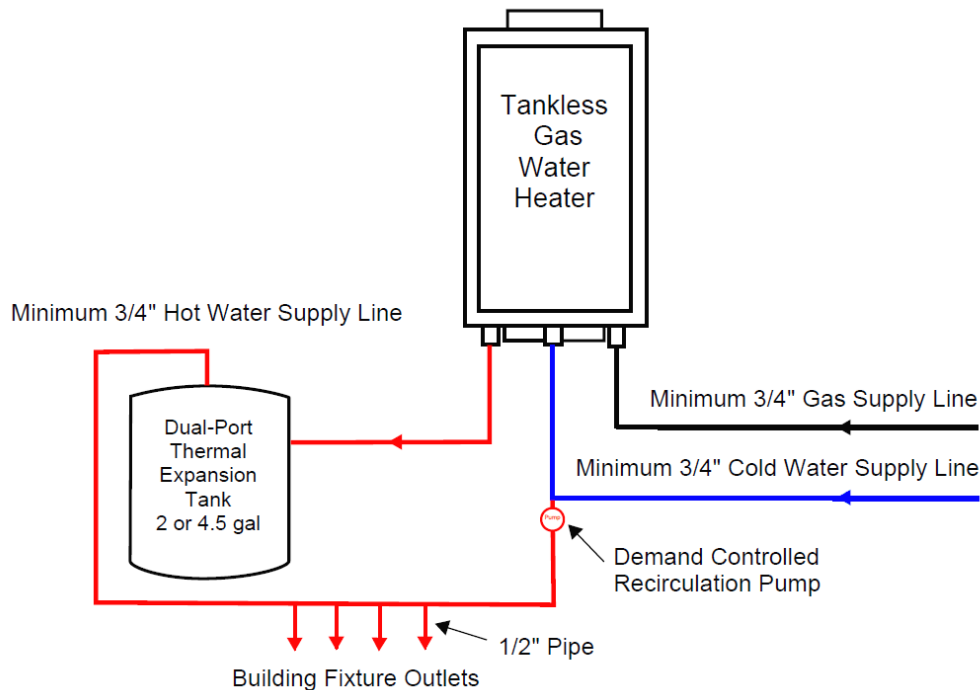 Tankless
Gas
Water
Heater
Minimum 3/4" Hot Water Supply Line
Dual-Port
Thermal
Expansion
Tank
2 or 4.5 gal
Minimum 3/4" Gas Supply Line
Minimum 3/4" Cold Water Supply Line
Pump
Demand Controlled
Recirculation Pump
1/2" Pipe
Building Fixture Outlets